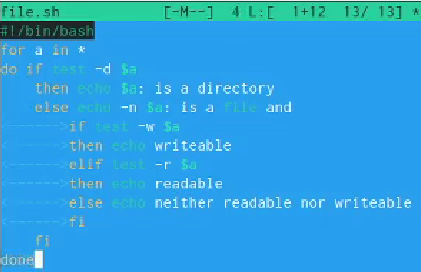 file.sh [-M--] 4 L:[ 1+12 13/ 13] *
#!/bin/bash
for a in *
do if test -d $a
    then echo $a: is a directory
    else echo -n $a: is a file and
<------>if test -w $a
<------>then echo writeable
<------>elif test -r $a
<------>then echo readable
<------>else echo neither readable nor writeable
<------>fi
    fi
done